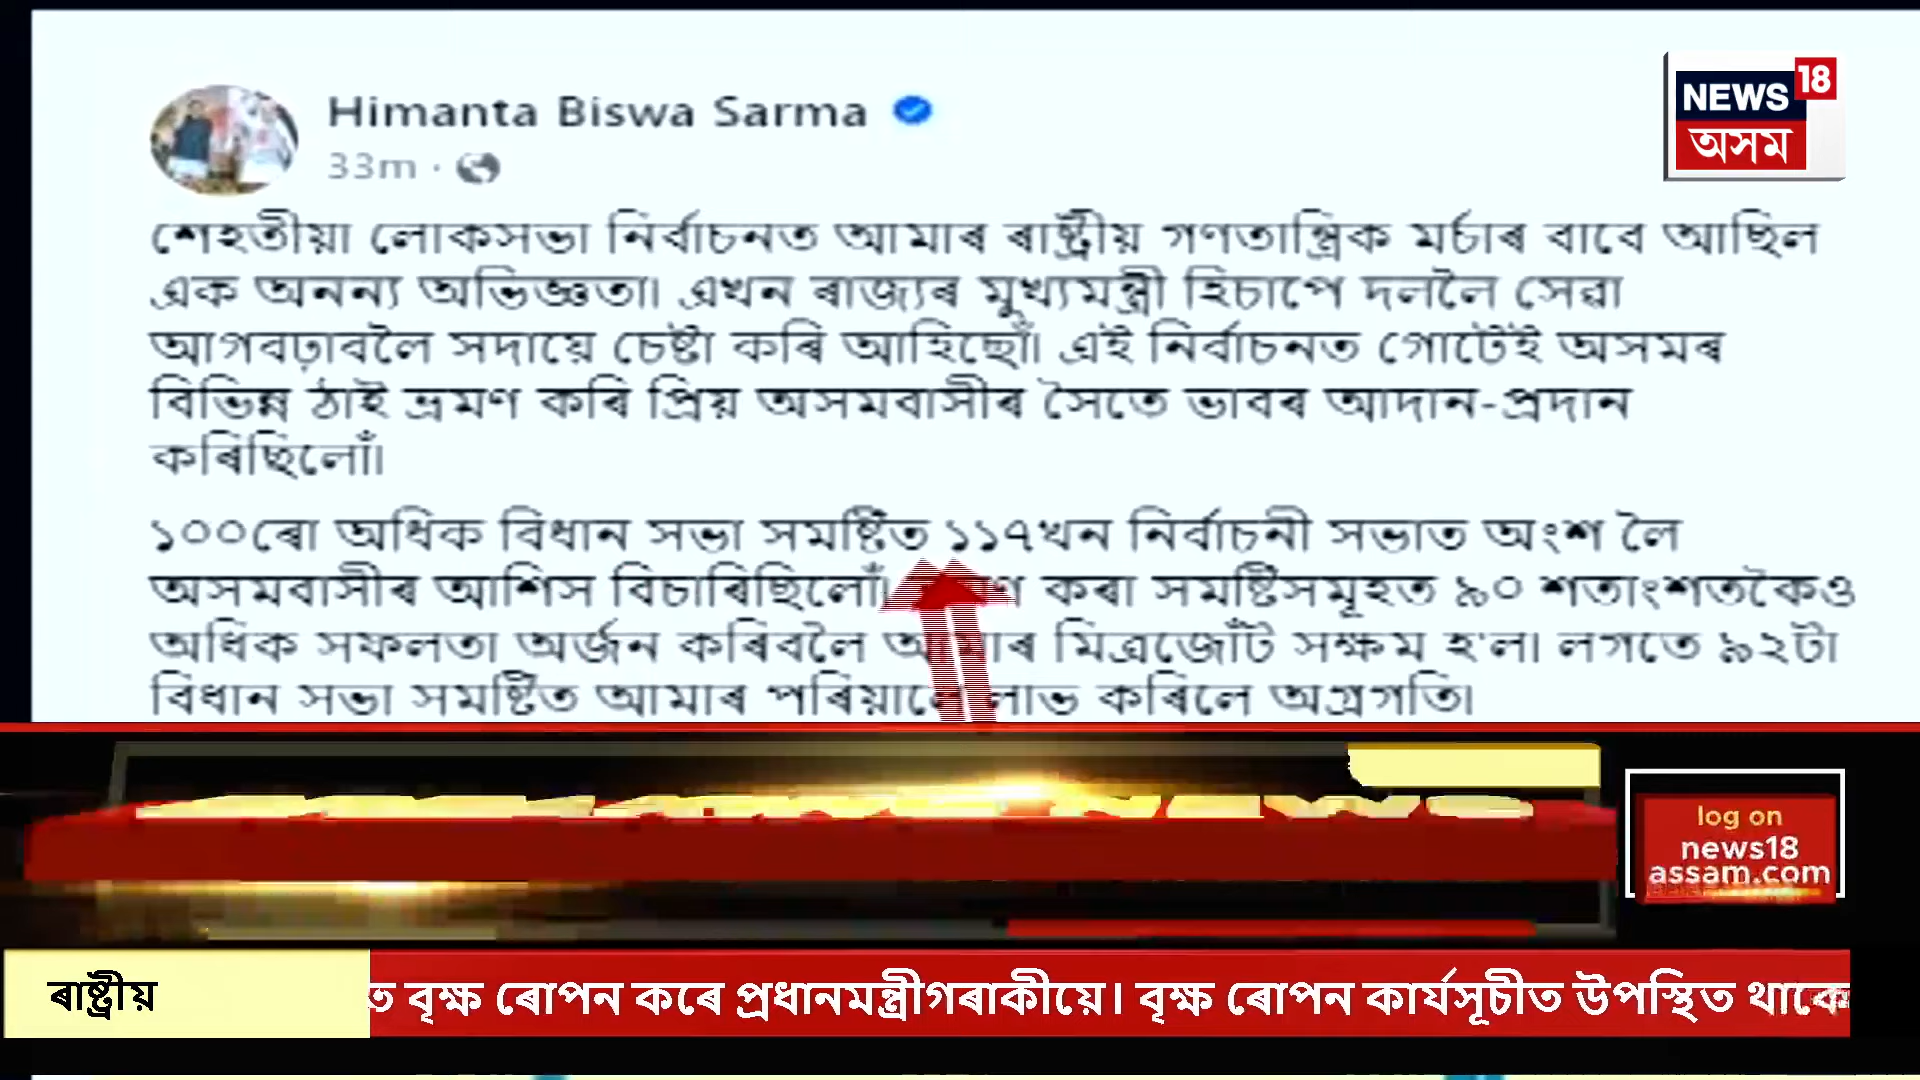 Himanta Biswa Sarma
33m
NEWS 18
অসম
শেহতীয়া লোকসভা নিৰ্বাচনত আমাৰ ৰাষ্ট্ৰীয় গণতান্ত্ৰিক মৰ্চাৰ বাবে আছিল
এক অনন্য অভিজ্ঞতা। এখন ৰাজ্যৰ মুখ্যমন্ত্ৰী হিচাপে দললৈ সেৱা
আগবঢ়াবলৈ সদায়ে চেষ্টা কৰি আহিছোঁ। এই নিৰ্বাচনত গোটেই অসমৰ
বিভিন্ন ঠাই ভ্ৰমণ কৰি প্ৰিয় অসমবাসীৰ সৈতে ভাবৰ আদান-প্ৰদান
কৰিছিলোঁ।
১০০ৰো অধিক বিধান সভা সমষ্টিত ১১৭খন নিৰ্বাচনী সভাত অংশ লৈ
অসমবাসীৰ আশিস বিচাৰিছিলোঁ। কৰা সমষ্টিসমূহত ৯০ শতাংশতকৈও
অধিক সফলতা অৰ্জন কৰিবলৈ আমাৰ মিত্ৰজোঁট সক্ষম হ'ল। লগতে ৯২টা
বিধান সভা সমষ্টিত আমাৰ পৰিয়ালে লাভ কৰিলে অগ্ৰগতি।
log on
news18
assam.com
ৰাষ্ট্ৰীয়
ত বৃক্ষ ৰোপন কৰে প্ৰধানমন্ত্ৰীগৰাকীয়ে। বৃক্ষ ৰোপন কাৰ্যসূচীত উপস্থিত থাকে